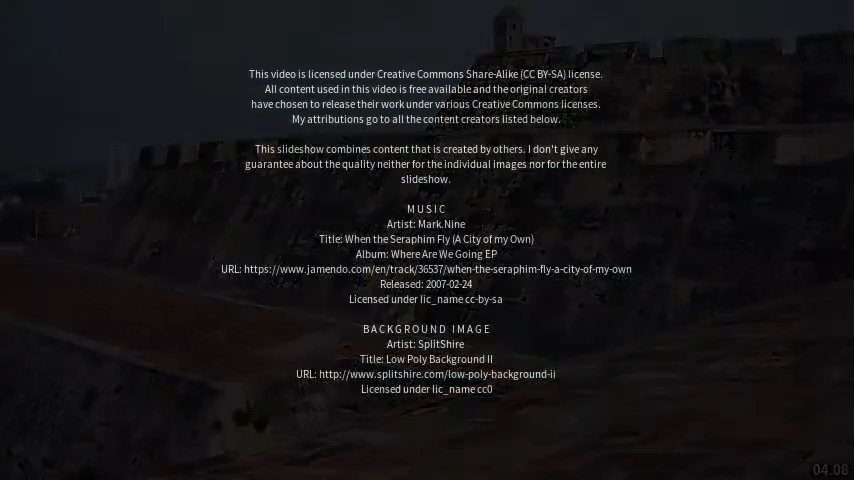 This video is licensed under Creative Commons Share-Alike (CC BY-SA) license.
All content used in this video is free available and the original creators
have chosen to release their work under various Creative Commons licenses.
My attributions go to all the content creators listed below.
This slideshow combines content that is created by others. I don't give any
guarantee about the quality neither for the individual images nor for the entire
slideshow.
MUSIC
Artist: Mark.Nine
Title: When the Seraphim Fly (A City of my Own)
Album: Where Are We Going EP
URL: https://www.jamendo.com/en/track/36537/when-the-seraphim-fly-a-city-of-my-own
Released: 2007-02-24
Licensed under lic_name cc-by-sa
BACKGROUND IMAGE
Artist: SplitShire
Title: Low Poly Background II
URL: http://www.splitshire.com/low-poly-background-ii
Licensed under lic_name cc0
04.08